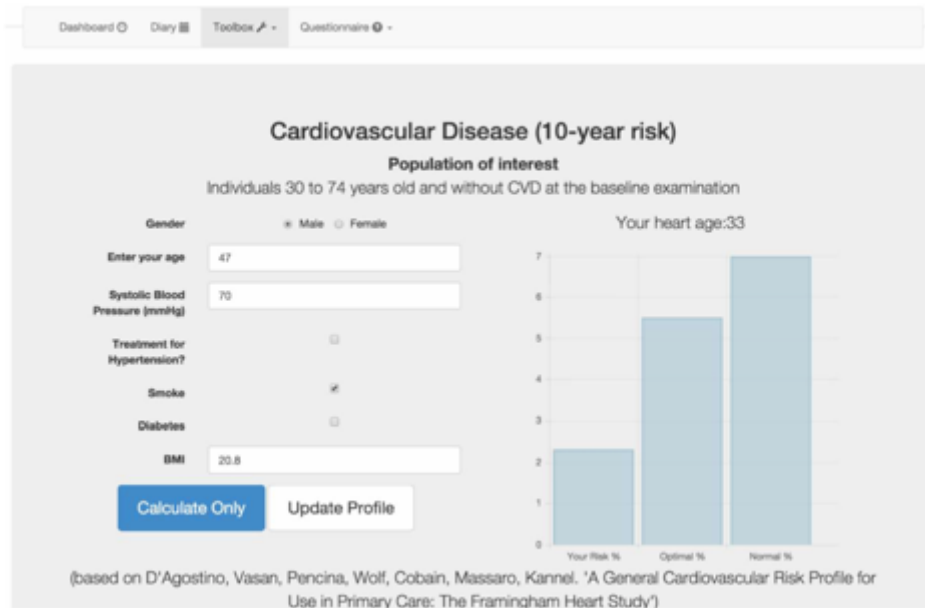 Dashboard Diary Toolbox Questionnaire
Cardiovascular Disease (10-year risk)
Population of interest
Individuals 30 to 74 years old and without CVD at the baseline examination
Gender Male Female
Enter your age 47
Systolic Blood
Pressure (mmHg) 70
Treatment for
Hypertension?
Smoke
Diabetes
BMI 20.8
Calculate Only Update Profile
Your heart age:33
7
6
5
4
3
2
1
0
Your Risk % Optimal % Normal %
(based on D'Agostino, Vasan, Pencina, Wolf, Cobain, Massaro, Kannel. 'A General Cardiovascular Risk Profile for
Use in Primary Care: The Framingham Heart Study')